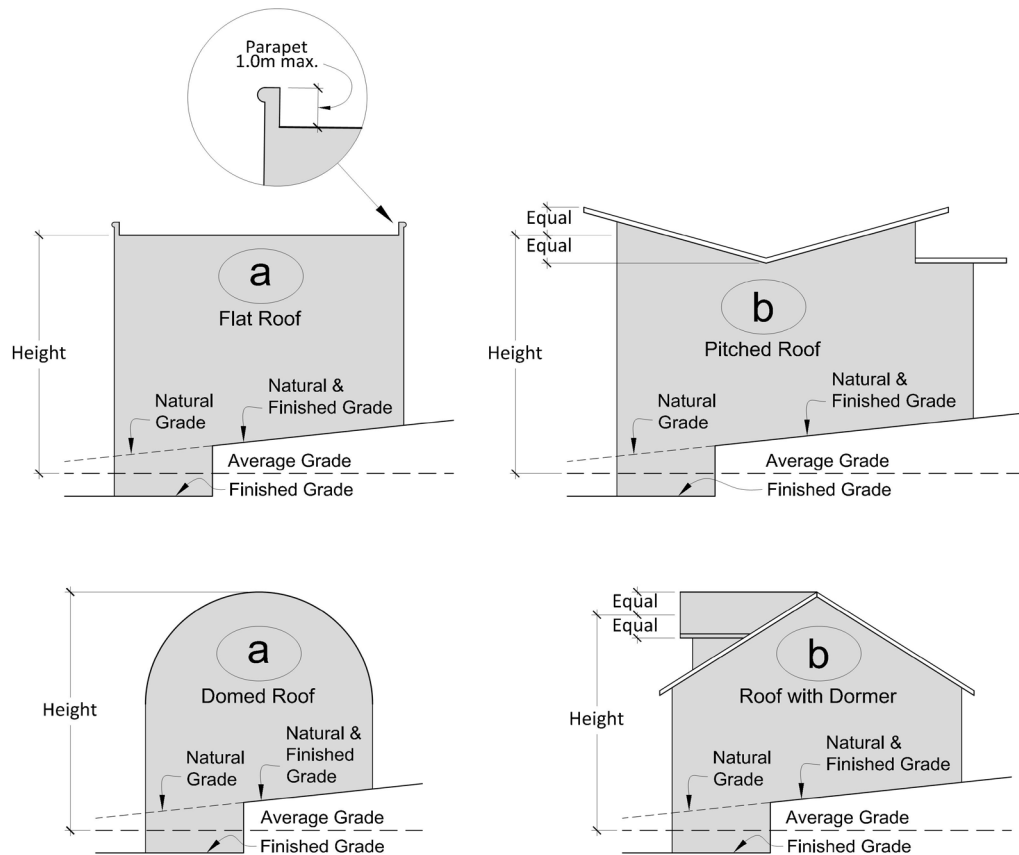 Parapet
1.0m max.
a
Flat Roof
Height
Natural
Grade
Natural &
Finished Grade
Average Grade
Finished Grade
Equal
Equal
b
Pitched Roof
Height
Natural
Grade
Natural &
Finished Grade
Average Grade
Finished Grade
a
Domed Roof
Height
Natural
Grade
Natural &
Finished
Grade
Average Grade
Finished Grade
Equal
Equal
b
Roof with Dormer
Height
Natural
Grade
Natural &
Finished Grade
Average Grade
Finished Grade